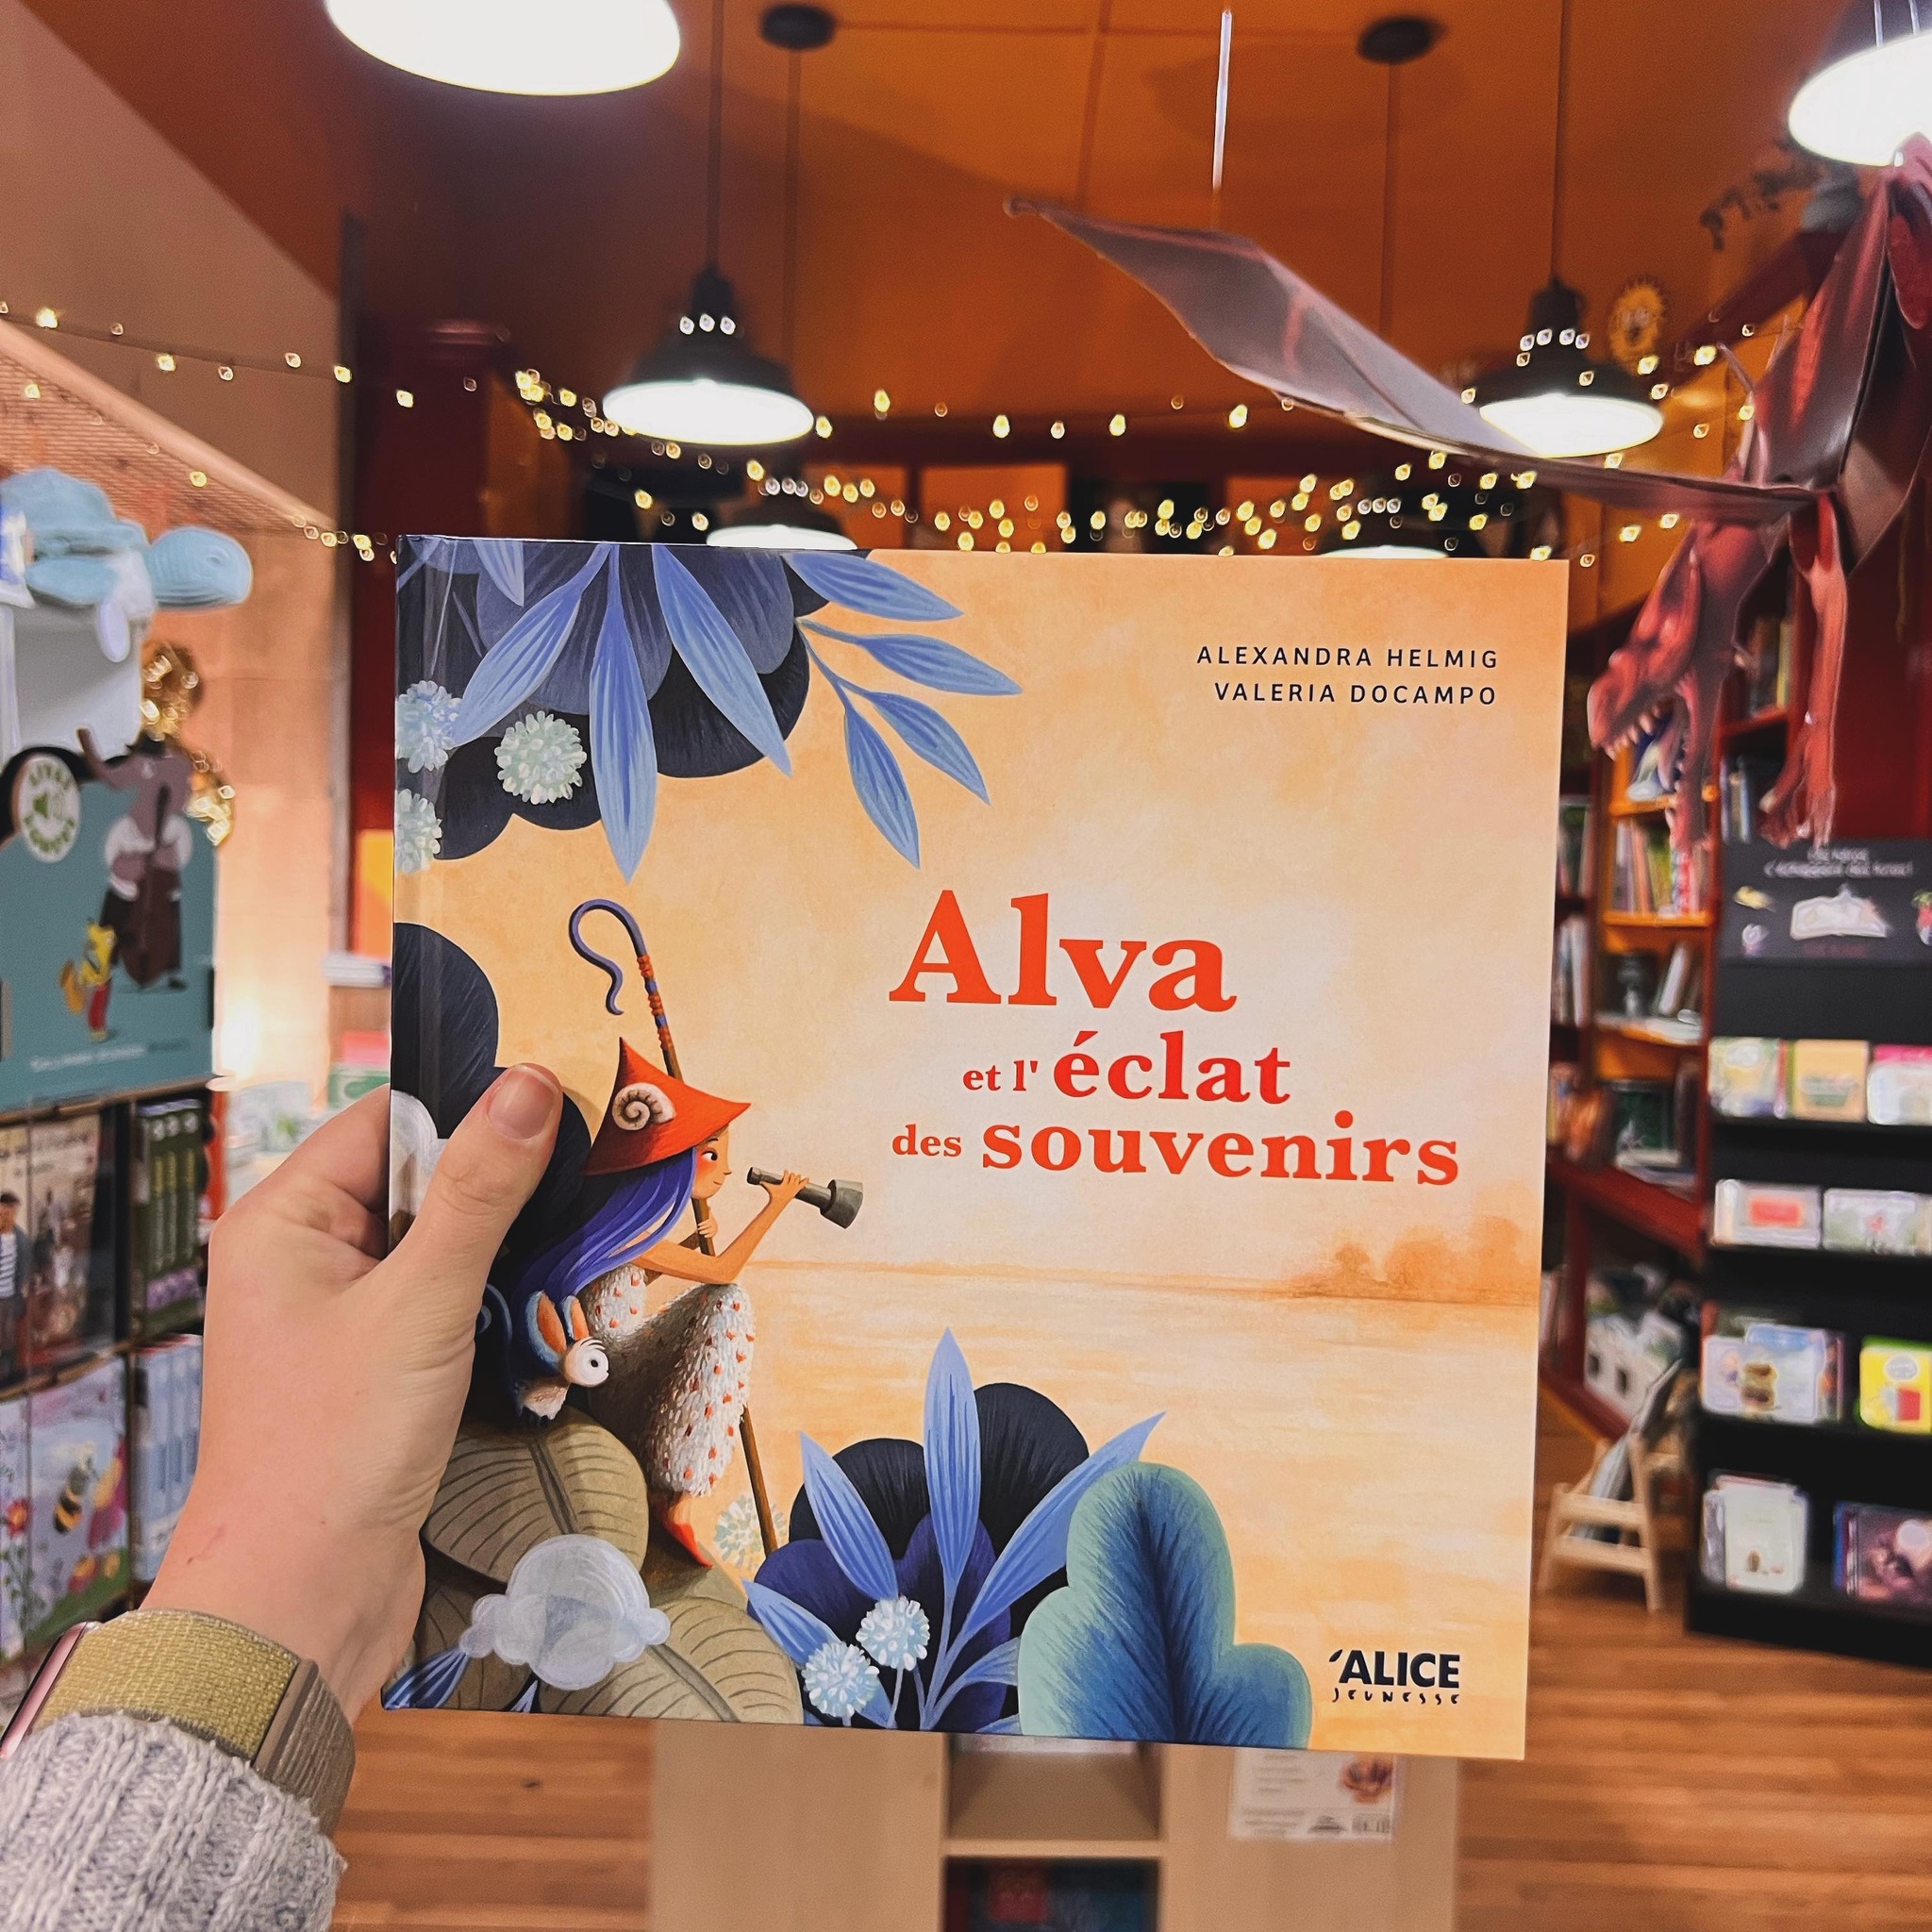 ALEXANDRA HELMIG
VALERIA DOCAMPO
Alva
et l'éclat
des souvenirs
'ALICE
JEUNESSE